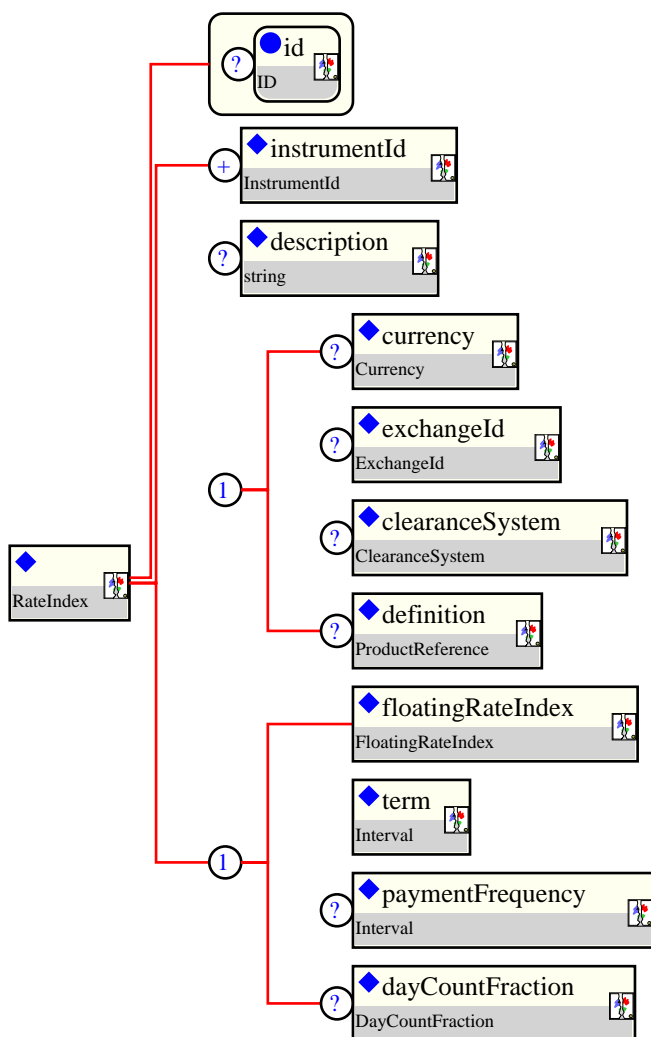 ?
id
ID
+
instrumentId
InstrumentId
?
description
string
?
currency
Currency
?
exchangeId
ExchangeId
1
?
clearanceSystem
ClearanceSystem
RateIndex
?
definition
ProductReference
floatingRateIndex
FloatingRateIndex
term
Interval
1
?
paymentFrequency
Interval
?
dayCountFraction
DayCountFraction